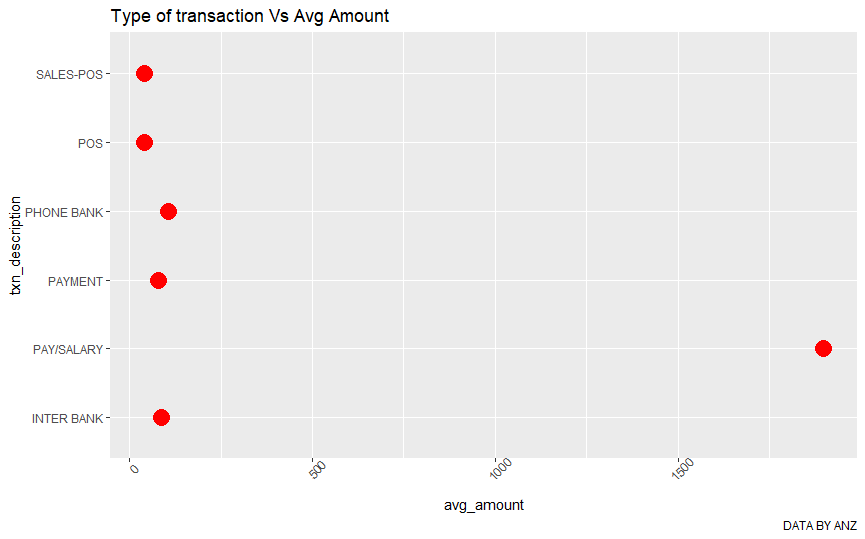 Type of transaction Vs Avg Amount
txn_description
SALES-POS
POS
PHONE BANK
PAYMENT
PAY/SALARY
INTER BANK
0
500
1000
1500
avg_amount
DATA BY ANZ